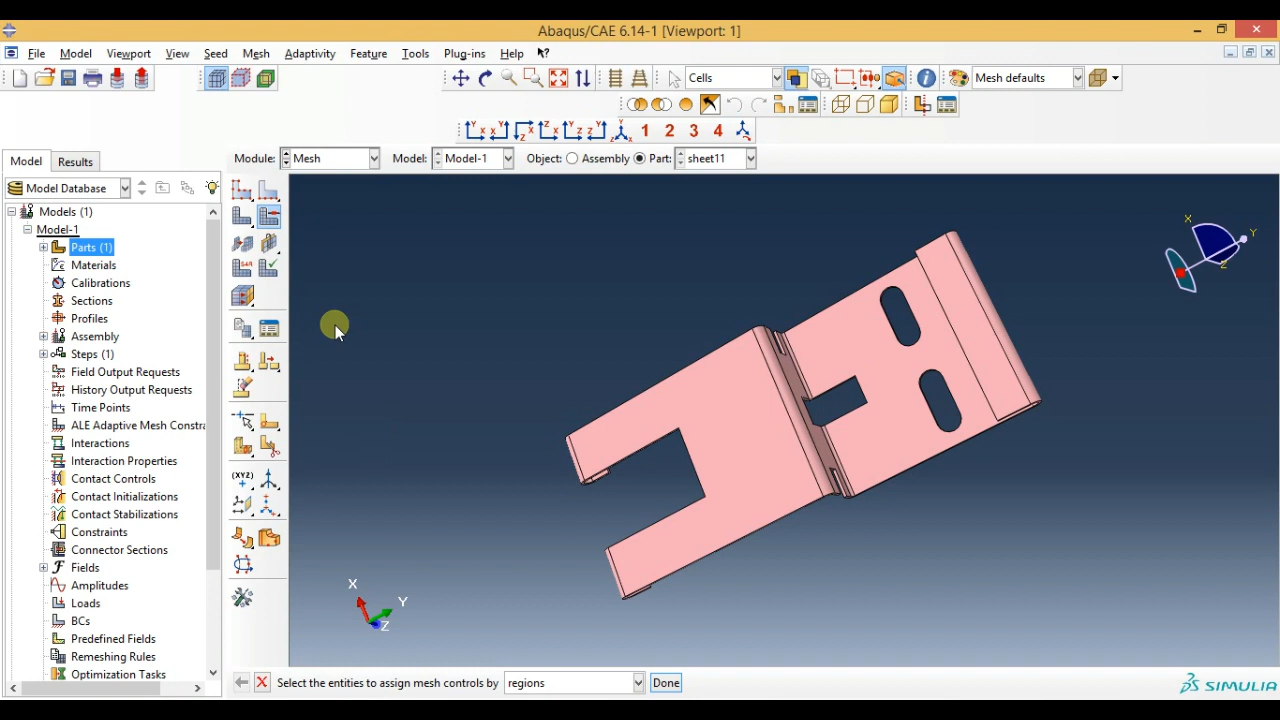 Abaqus/CAE 6.14-1 [Viewport: 1]
File Model Viewport View Seed Mesh Adaptivity Feature Tools Plug-ins Help
Cells Mesh defaults
1 2 3 4
Model Results Module: Mesh Model: Model-1 Object: Assembly Part: sheet11
Model Database
Models (1)
Model-1
Parts (1)
Materials
Calibrations
Sections
Profiles
Assembly
Steps (1)
Field Output Requests
History Output Requests
Time Points
ALE Adaptive Mesh Constra
Interactions
Interaction Properties
Contact Controls
Contact Initializations
Contact Stabilizations
Constraints
Connector Sections
Fields
Amplitudes
Loads
BCs
Predefined Fields
Remeshing Rules
Optimization Tasks
(XYZ)
X
Y
Z
X
Y
Z
Select the entities to assign mesh controls by regions Done
SIMULIA